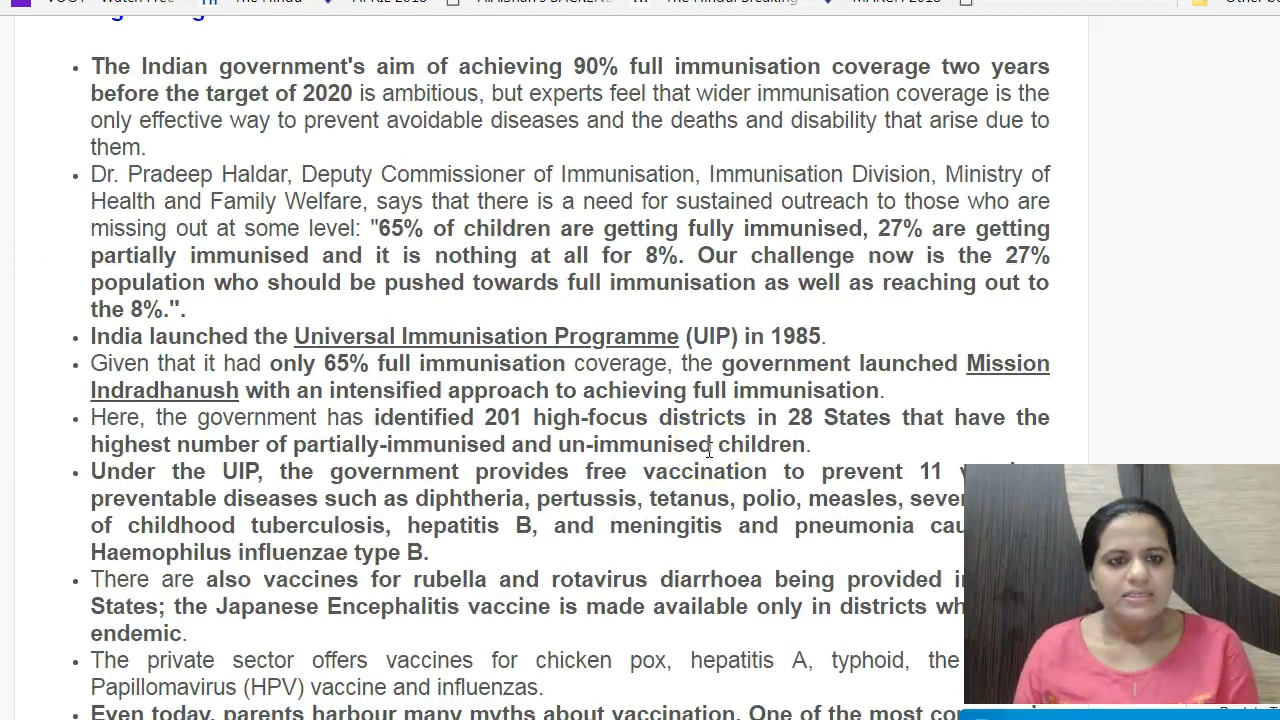 The Indian government's aim of achieving 90% full immunisation coverage two years
before the target of 2020 is ambitious, but experts feel that wider immunisation coverage is the
only effective way to prevent avoidable diseases and the deaths and disability that arise due to
them.
Dr. Pradeep Haldar, Deputy Commissioner of Immunisation, Immunisation Division, Ministry of
Health and Family Welfare, says that there is a need for sustained outreach to those who are
missing out at some level: "65% of children are getting fully immunised, 27% are getting
partially immunised and it is nothing at all for 8%. Our challenge now is the 27%
population who should be pushed towards full immunisation as well as reaching out to
the 8%.".
India launched the Universal Immunisation Programme (UIP) in 1985.
Given that it had only 65% full immunisation coverage, the government launched Mission
Indradhanush with an intensified approach to achieving full immunisation.
Here, the government has identified 201 high-focus districts in 28 States that have the
highest number of partially-immunised and un-immunised children.
Under the UIP, the government provides free vaccination to prevent 11
preventable diseases such as diphtheria, pertussis, tetanus, polio, measles,
of childhood tuberculosis, hepatitis B, and meningitis and pneumonia
Haemophilus influenzae type B.
There are also vaccines for rubella and rotavirus diarrhoea being provided
States; the Japanese Encephalitis vaccine is made available only in districts
endemic.
The private sector offers vaccines for chicken pox, hepatitis A, typhoid, the
Papillomavirus (HPV) vaccine and influenzas.
Even today, parents harbour many myths about vaccination. One of the most